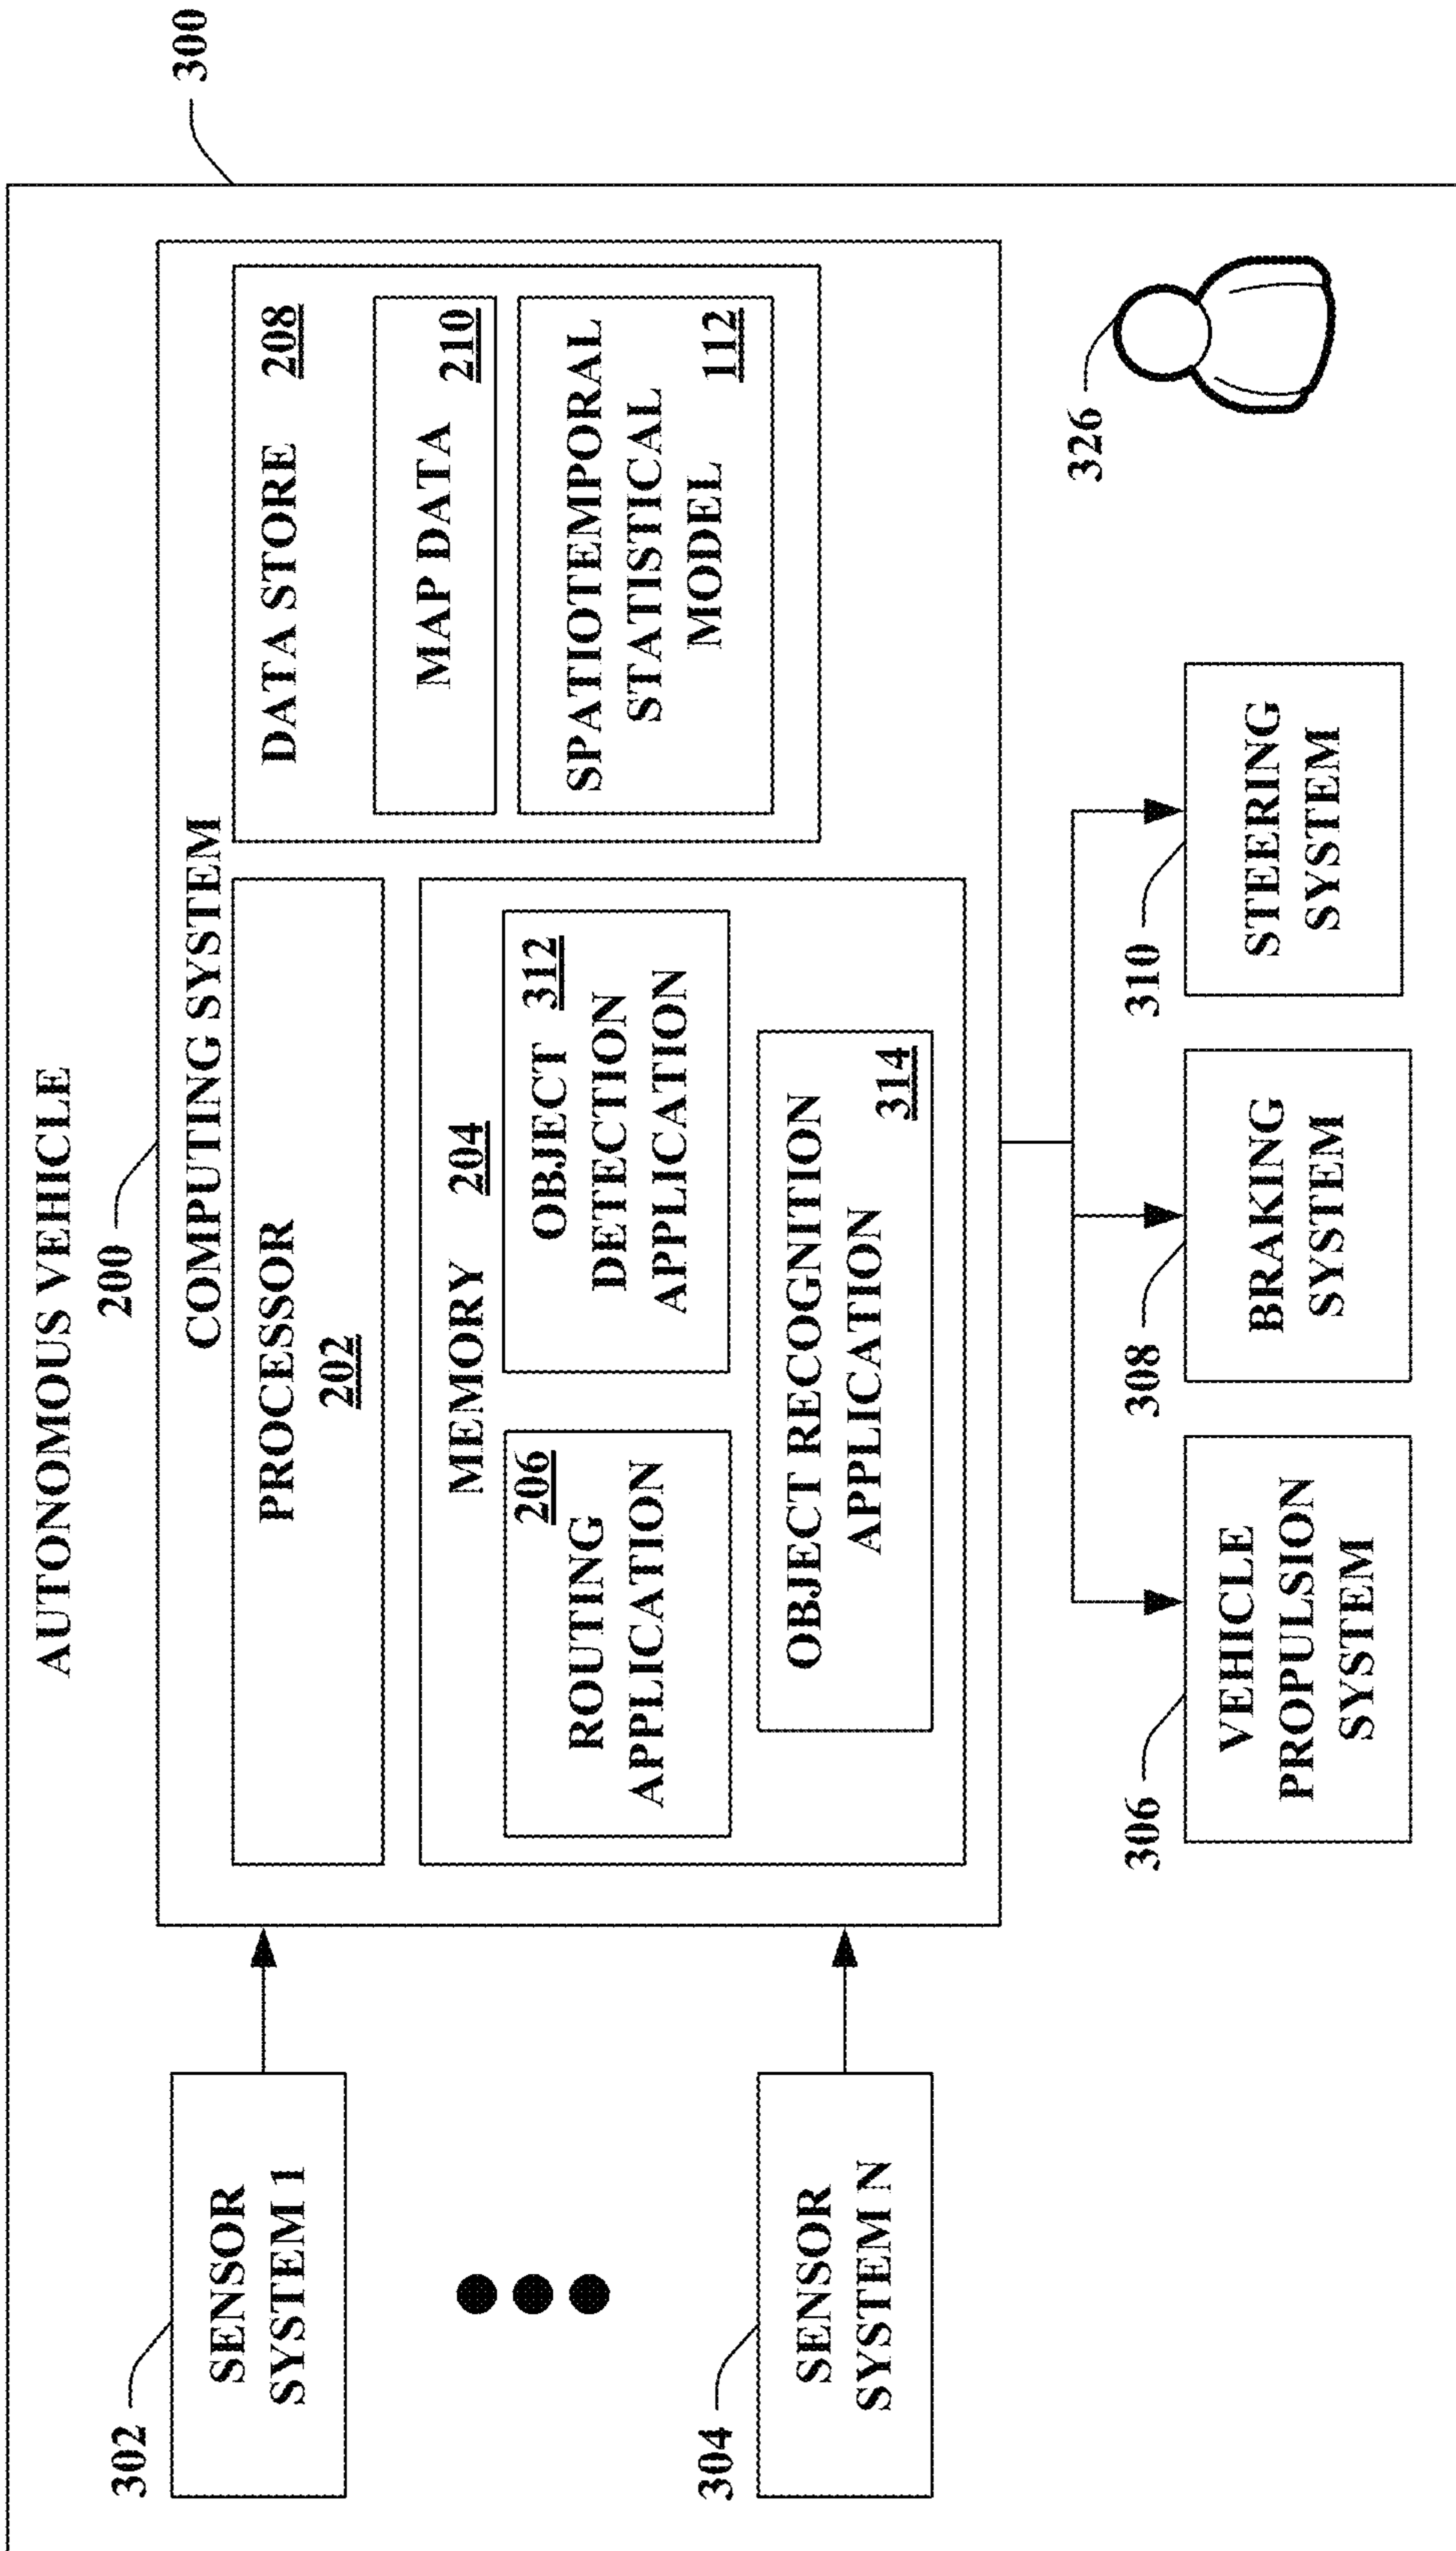 300
AUTONOMOUS VEHICLE
200
COMPUTING SYSTEM
302
SENSOR
SYSTEM 1
304
SENSOR
SYSTEM N
PROCESSOR
202
MEMORY 204
206
ROUTING
APPLICATION
OBJECT 312
DETECTION
APPLICATION
OBJECT RECOGNITION
APPLICATION
314
DATA STORE 208
MAP DATA
210
SPATIOTEMPORAL
STATISTICAL
MODEL 112
306
VEHICLE
PROPULSION
SYSTEM
308
BRAKING
SYSTEM
310
STEERING
SYSTEM
326